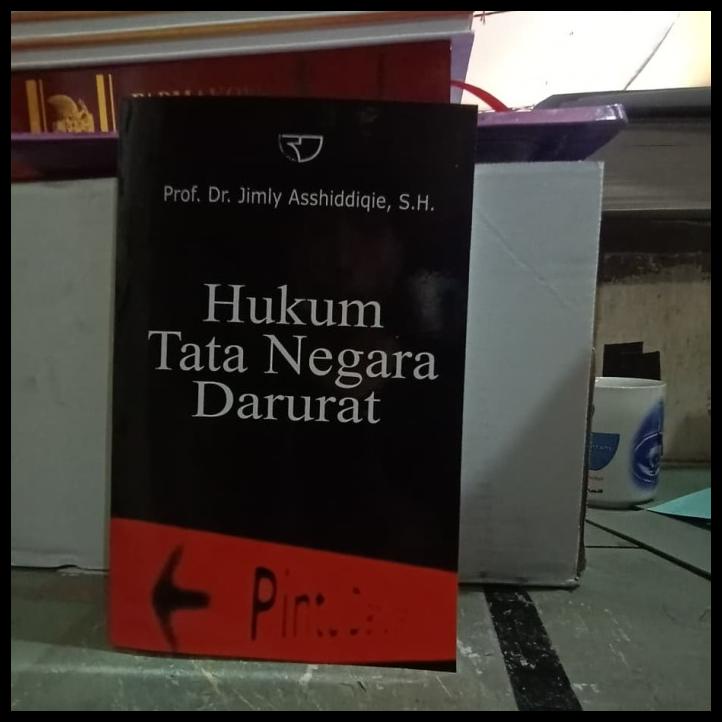 Prof. Dr. Jimly Asshiddiqie, S.H.
Hukum
Tata Negara
Darurat